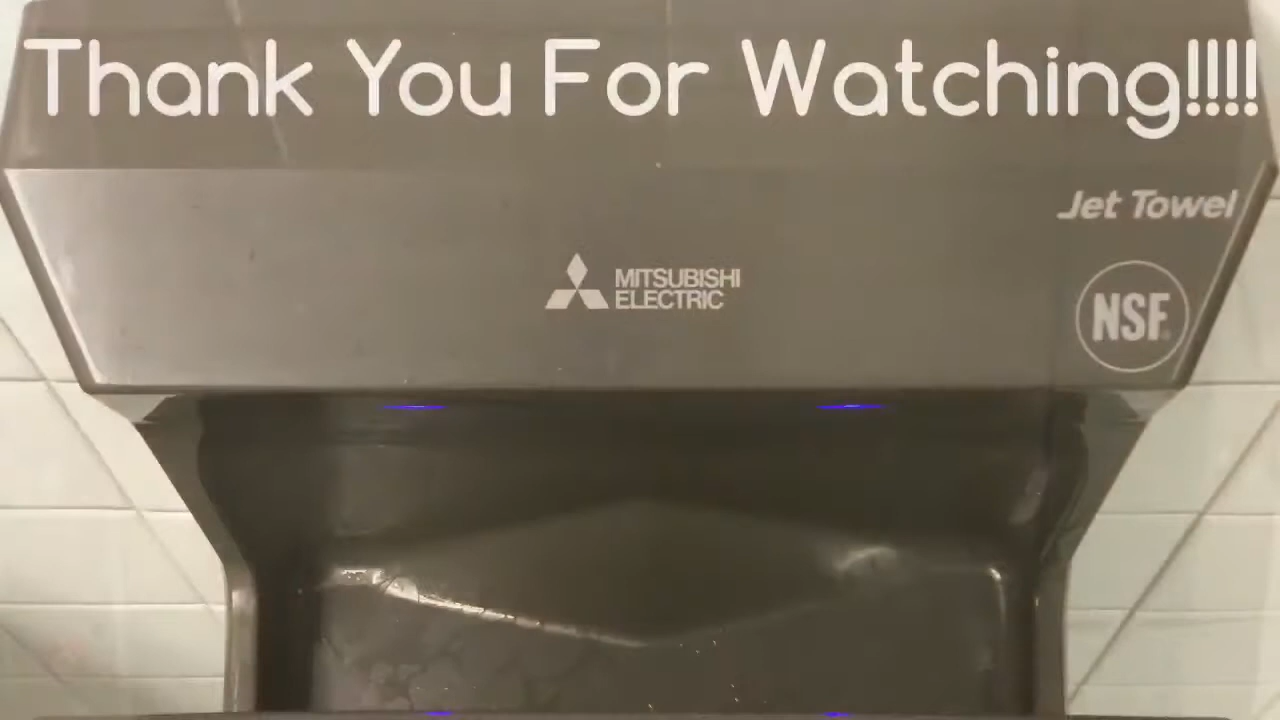 Thank You For Watching!!!!
Jet Towel
MITSUBISHI
ELECTRIC
NSF